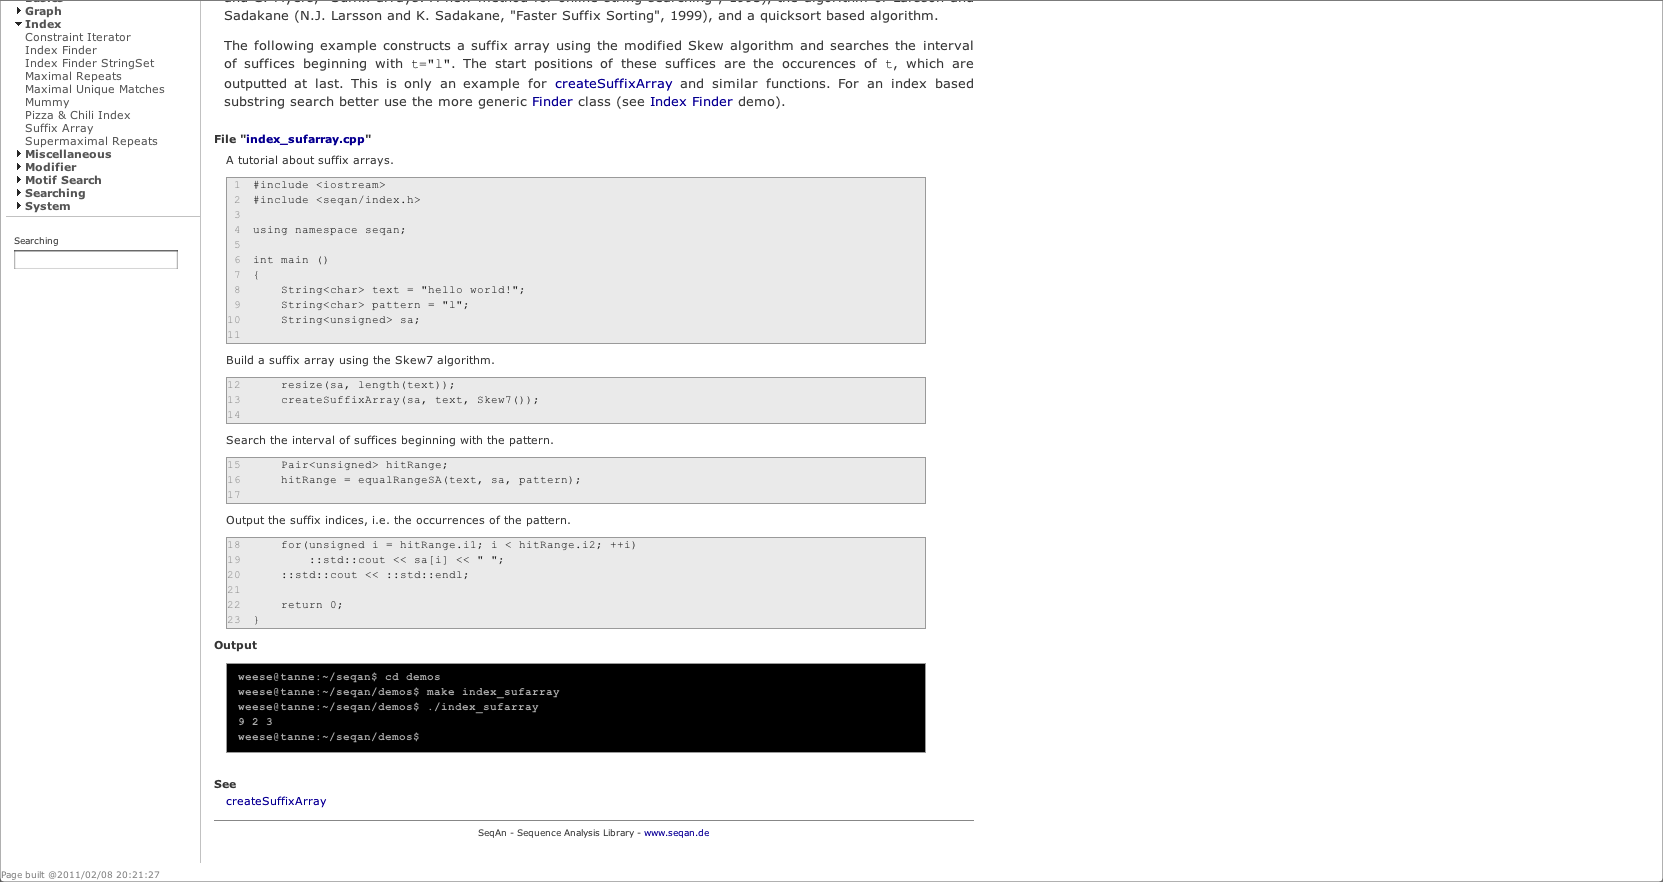 Graph
Index
Constraint Iterator
Index Finder
Index Finder StringSet
Maximal Repeats
Maximal Unique Matches
Mummy
Pizza & Chili Index
Suffix Array
Supermaximal Repeats
Miscellaneous
Modifier
Motif Search
Searching
System
Searching
Sadakane (N.J. Larsson and K. Sadakane, "Faster Suffix Sorting", 1999), and a quicksort based algorithm.
The following example constructs a suffix array using the modified Skew algorithm and searches the interval
of suffices beginning with t="l". The start positions of these suffices are the occurences of t, which are
outputted at last. This is only an example for createSuffixArray and similar functions. For an index based
substring search better use the more generic Finder class (see Index Finder demo).
File "index_sufarray.cpp"
A tutorial about suffix arrays.
1 #include <iostream>
2 #include <seqan/index.h>
3
4 using namespace seqan;
5
6 int main ()
7 {
8     String<char> text = "hello world!";
9     String<char> pattern = "l";
10     String<unsigned> sa;
11
Build a suffix array using the Skew7 algorithm.
12     resize(sa, length(text));
13     createSuffixArray(sa, text, Skew7());
14
Search the interval of suffices beginning with the pattern.
15     Pair<unsigned> hitRange;
16     hitRange = equalRangeSA(text, sa, pattern);
17
Output the suffix indices, i.e. the occurrences of the pattern.
18     for(unsigned i = hitRange.i1; i < hitRange.i2; ++i)
19         ::std::cout << sa[i] << " ";
20     ::std::cout << ::std::endl;
21
22     return 0;
23 }
Output
weese@tanne:~/seqan$ cd demos
weese@tanne:~/seqan/demos$ make index_sufarray
weese@tanne:~/seqan/demos$ ./index_sufarray
9 2 3
weese@tanne:~/seqan/demos$
See
createSuffixArray
SeqAn - Sequence Analysis Library - www.seqan.de
Page built @2011/02/08 20:21:27